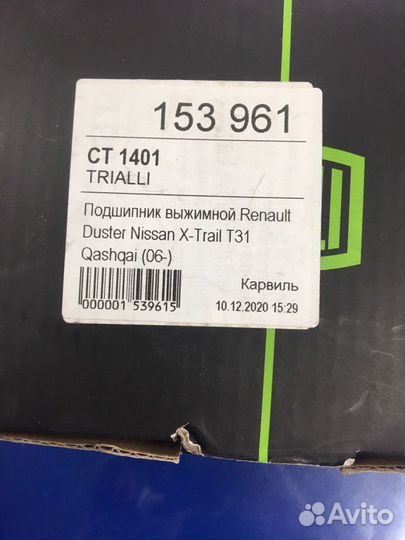 153 961
CT 1401
TRIALLI
Подшипник выжимной Renault
Duster Nissan X-Trail T31
Qashqai (06-)
000001 539615
Карвиль
10.12.2020 15:29
Avito